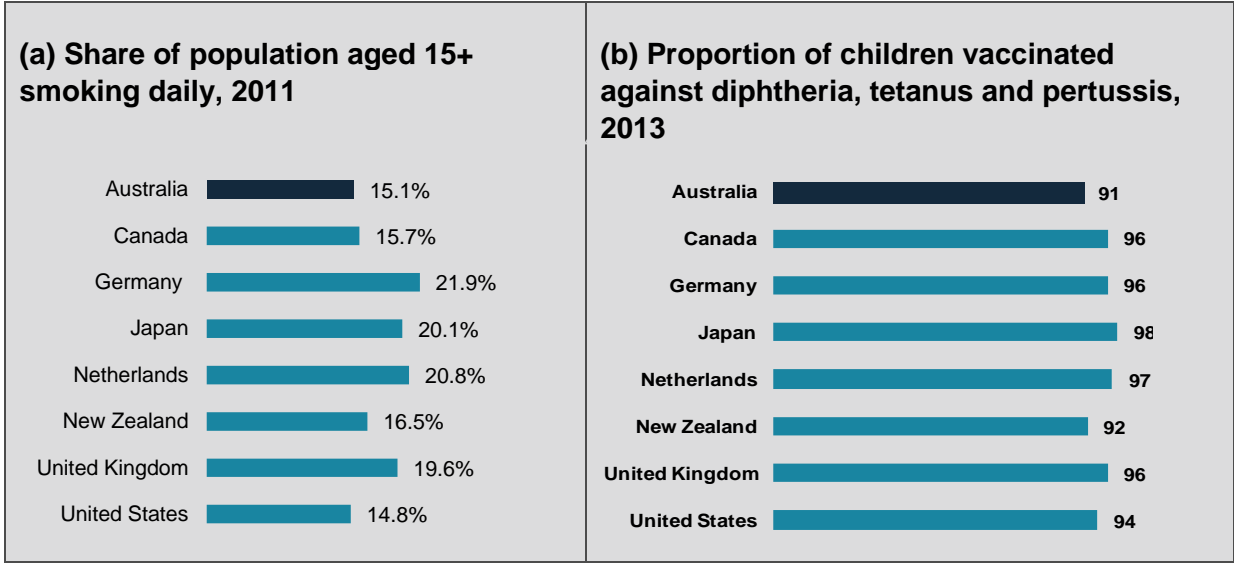 (a) Share of population aged 15+
smoking daily, 2011
Australia 15.1%
Canada 15.7%
Germany 21.9%
Japan 20.1%
Netherlands 20.8%
New Zealand 16.5%
United Kingdom 19.6%
United States 14.8%
(b) Proportion of children vaccinated
against diphtheria, tetanus and pertussis,
2013
Australia 91
Canada 96
Germany 96
Japan 98
Netherlands 97
New Zealand 92
United Kingdom 96
United States 94